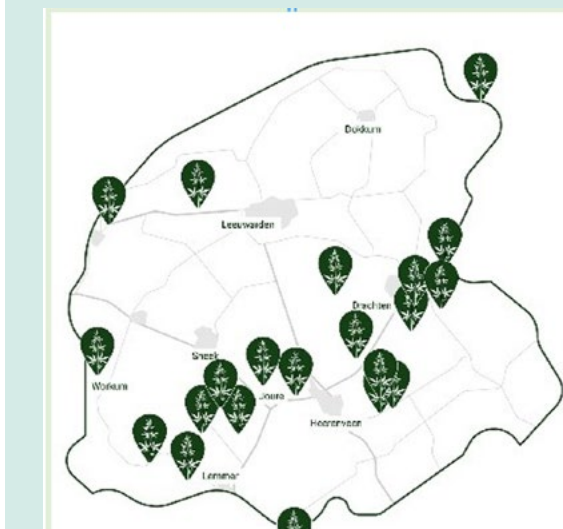 Dokkum
Leeuwarden
Drachten
Sneek
Workum
Joure
Heerenveen
Lemmer